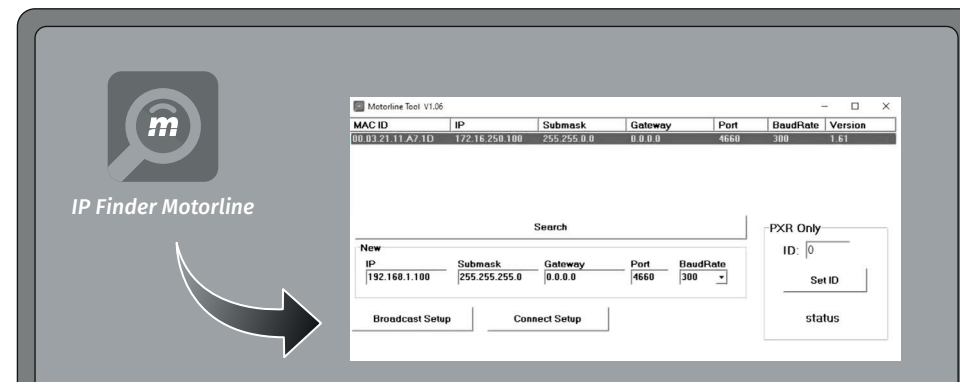 m
IP Finder Motorline
Motorline Tool V1.06
MAC ID IP Submask Gateway Port BaudRate Version
00.03.21.11.A7.1D 172.16.250.100 255.255.0.0 0.0.0.0 4660 300 1.61
Search
New
IP Submask Gateway Port BaudRate
192.168.1.100 255.255.255.0 0.0.0.0 4660 300
Broadcast Setup Connect Setup
PXR Only
ID: 0
Set ID
status